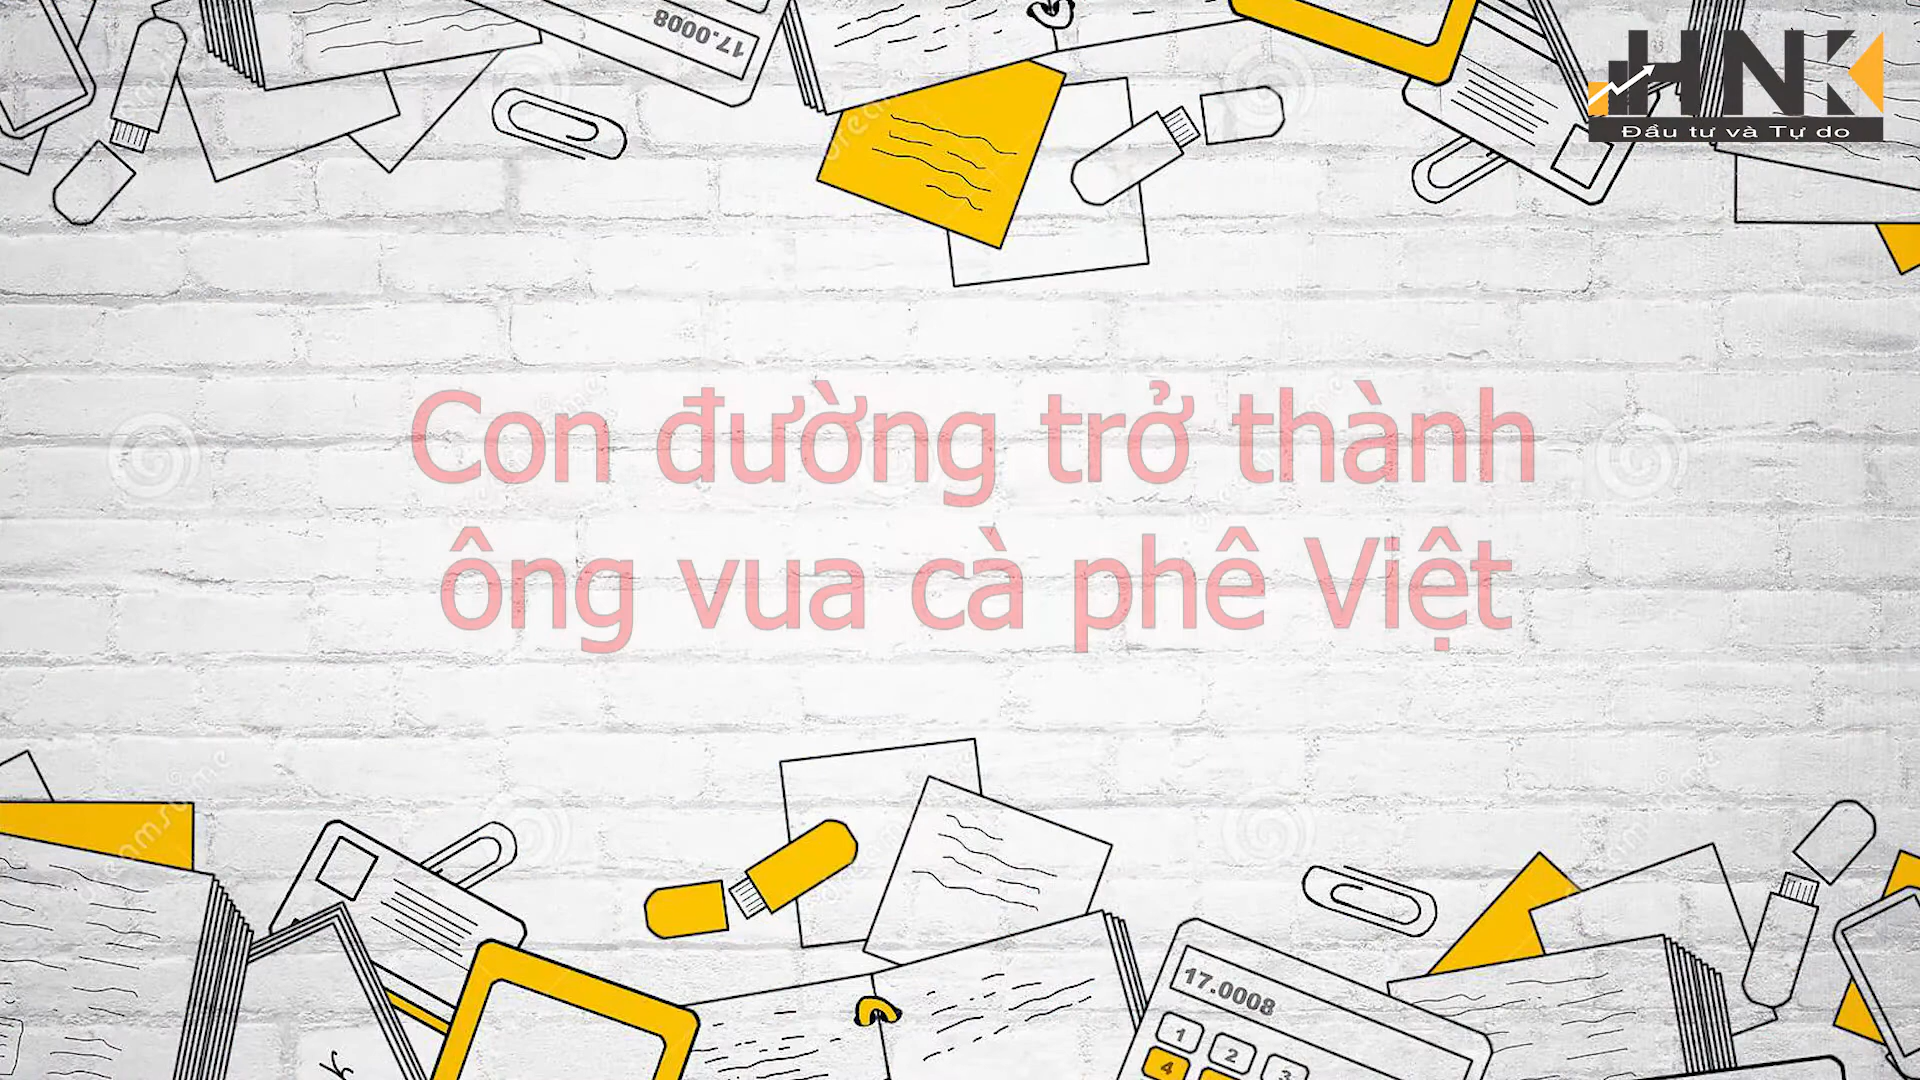 17.0008
HNK
Đầu tư và Tự do
Con đường trở thành
ông vua cà phê Việt
17.0008
1
2
3
4